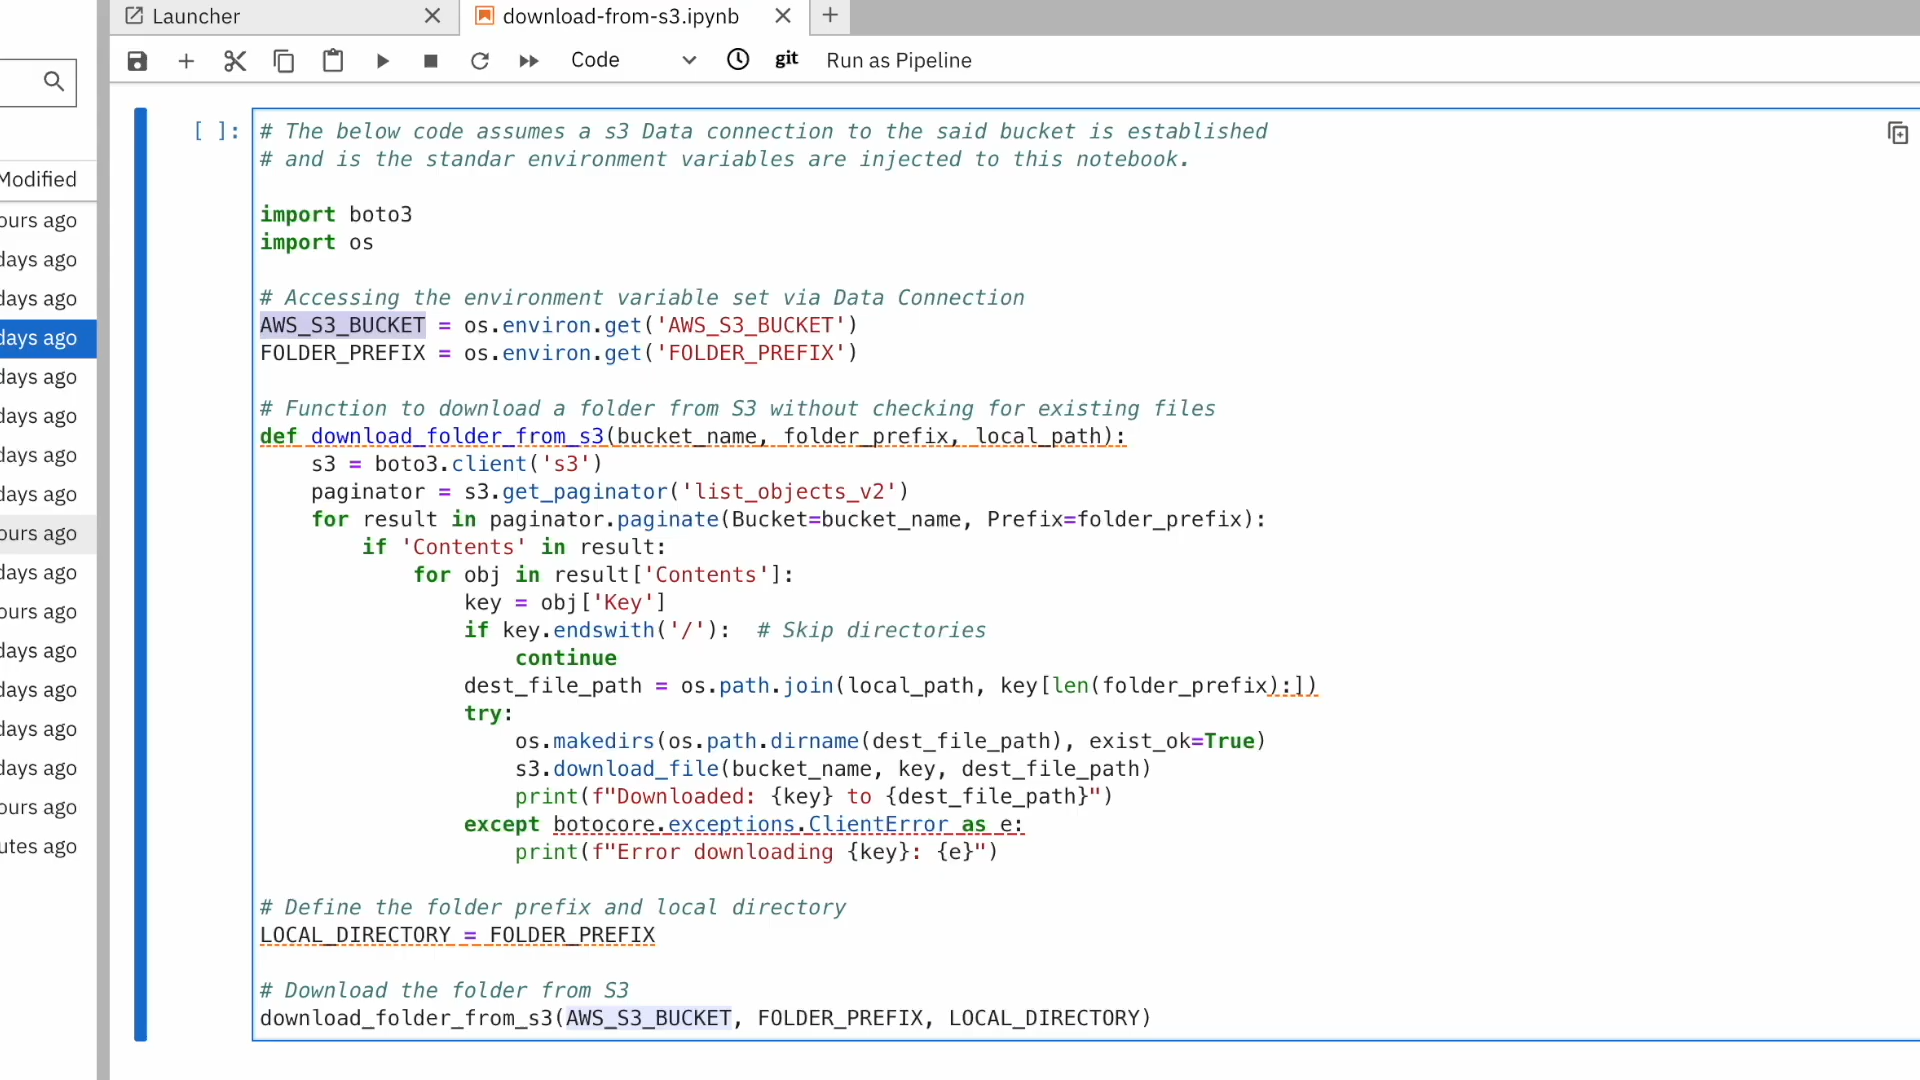 Launcher
download-from-s3.ipynb
Code
git
Run as Pipeline
Modified
ours ago
days ago
days ago
days ago
days ago
days ago
days ago
days ago
ours ago
days ago
ours ago
days ago
days ago
days ago
days ago
ours ago
utes ago
[ ]:
# The below code assumes a s3 Data connection to the said bucket is established
# and is the standar environment variables are injected to this notebook.
import boto3
import os
# Accessing the environment variable set via Data Connection
AWS_S3_BUCKET = os.environ.get('AWS_S3_BUCKET')
FOLDER_PREFIX = os.environ.get('FOLDER_PREFIX')
# Function to download a folder from S3 without checking for existing files
def download_folder_from_s3(bucket_name, folder_prefix, local_path):
    s3 = boto3.client('s3')
    paginator = s3.get_paginator('list_objects_v2')
    for result in paginator.paginate(Bucket=bucket_name, Prefix=folder_prefix):
        if 'Contents' in result:
            for obj in result['Contents']:
                key = obj['Key']
                if key.endswith('/'):  # Skip directories
                    continue
                dest_file_path = os.path.join(local_path, key[len(folder_prefix):])
                try:
                    os.makedirs(os.path.dirname(dest_file_path), exist_ok=True)
                    s3.download_file(bucket_name, key, dest_file_path)
                    print(f"Downloaded: {key} to {dest_file_path}")
                except botocore.exceptions.ClientError as e:
                    print(f"Error downloading {key}: {e}")
# Define the folder prefix and local directory
LOCAL_DIRECTORY = FOLDER_PREFIX
# Download the folder from S3
download_folder_from_s3(AWS_S3_BUCKET, FOLDER_PREFIX, LOCAL_DIRECTORY)